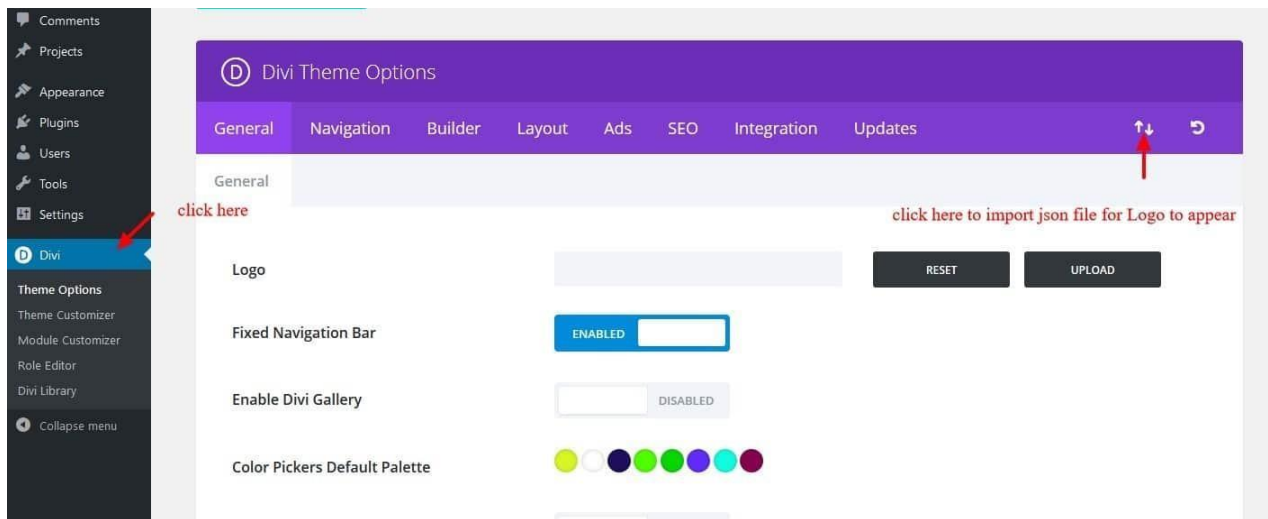 Comments
Projects
Appearance
Plugins
Users
Tools
Settings
Divi
Theme Options
Theme Customizer
Module Customizer
Role Editor
Divi Library
Collapse menu
click here
D Divi Theme Options
General Navigation Builder Layout Ads SEO Integration Updates
General
click here to import json file for Logo to appear
Logo RESET UPLOAD
Fixed Navigation Bar ENABLED
Enable Divi Gallery DISABLED
Color Pickers Default Palette